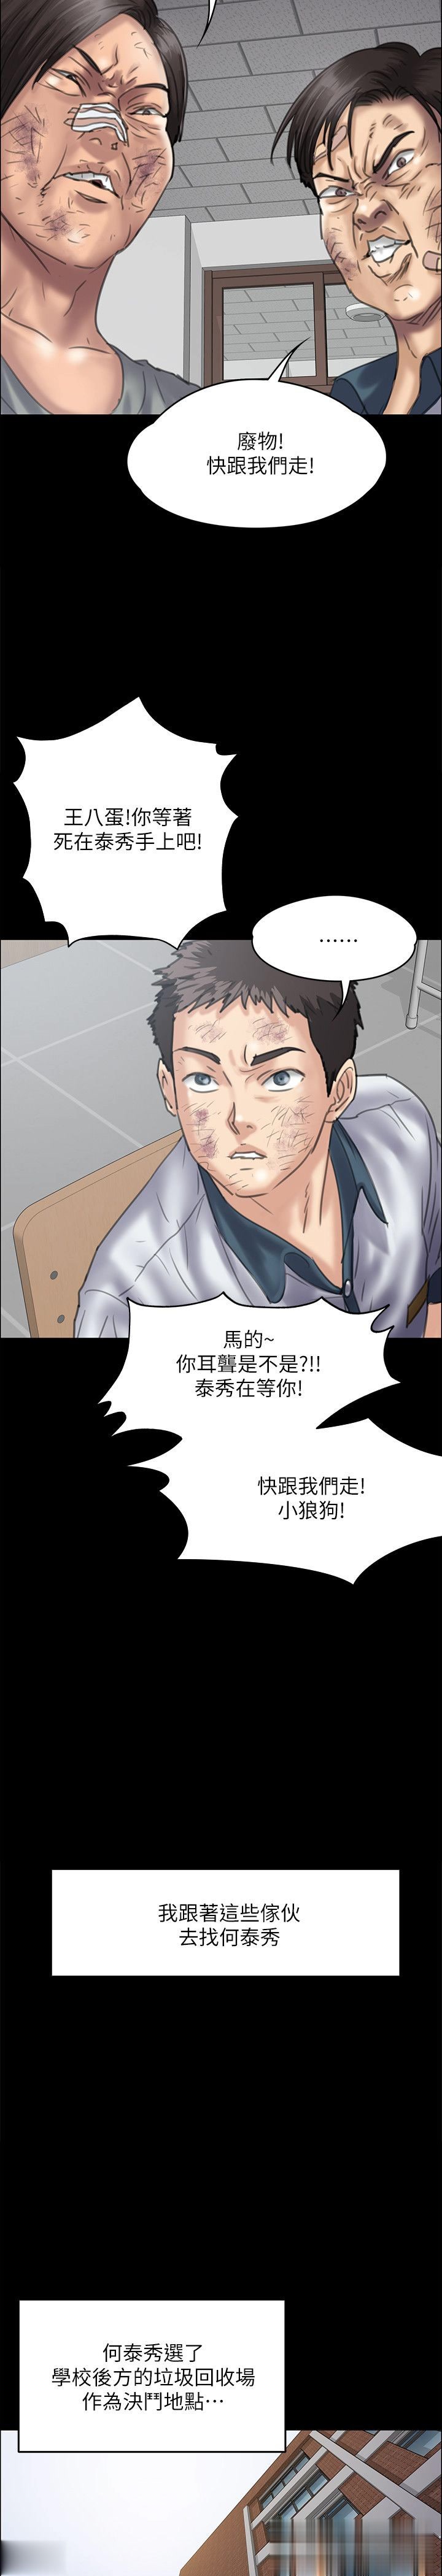 廢物!
快跟我們走!
王八蛋!你等著
死在泰秀手上吧!
……
馬的~
你耳聾是不是?!!
泰秀在等你!
快跟我們走!
小狼狗!
我跟著這些傢伙
去找何泰秀
何泰秀選了
學校後方的垃圾回收場
作為決鬥地點…